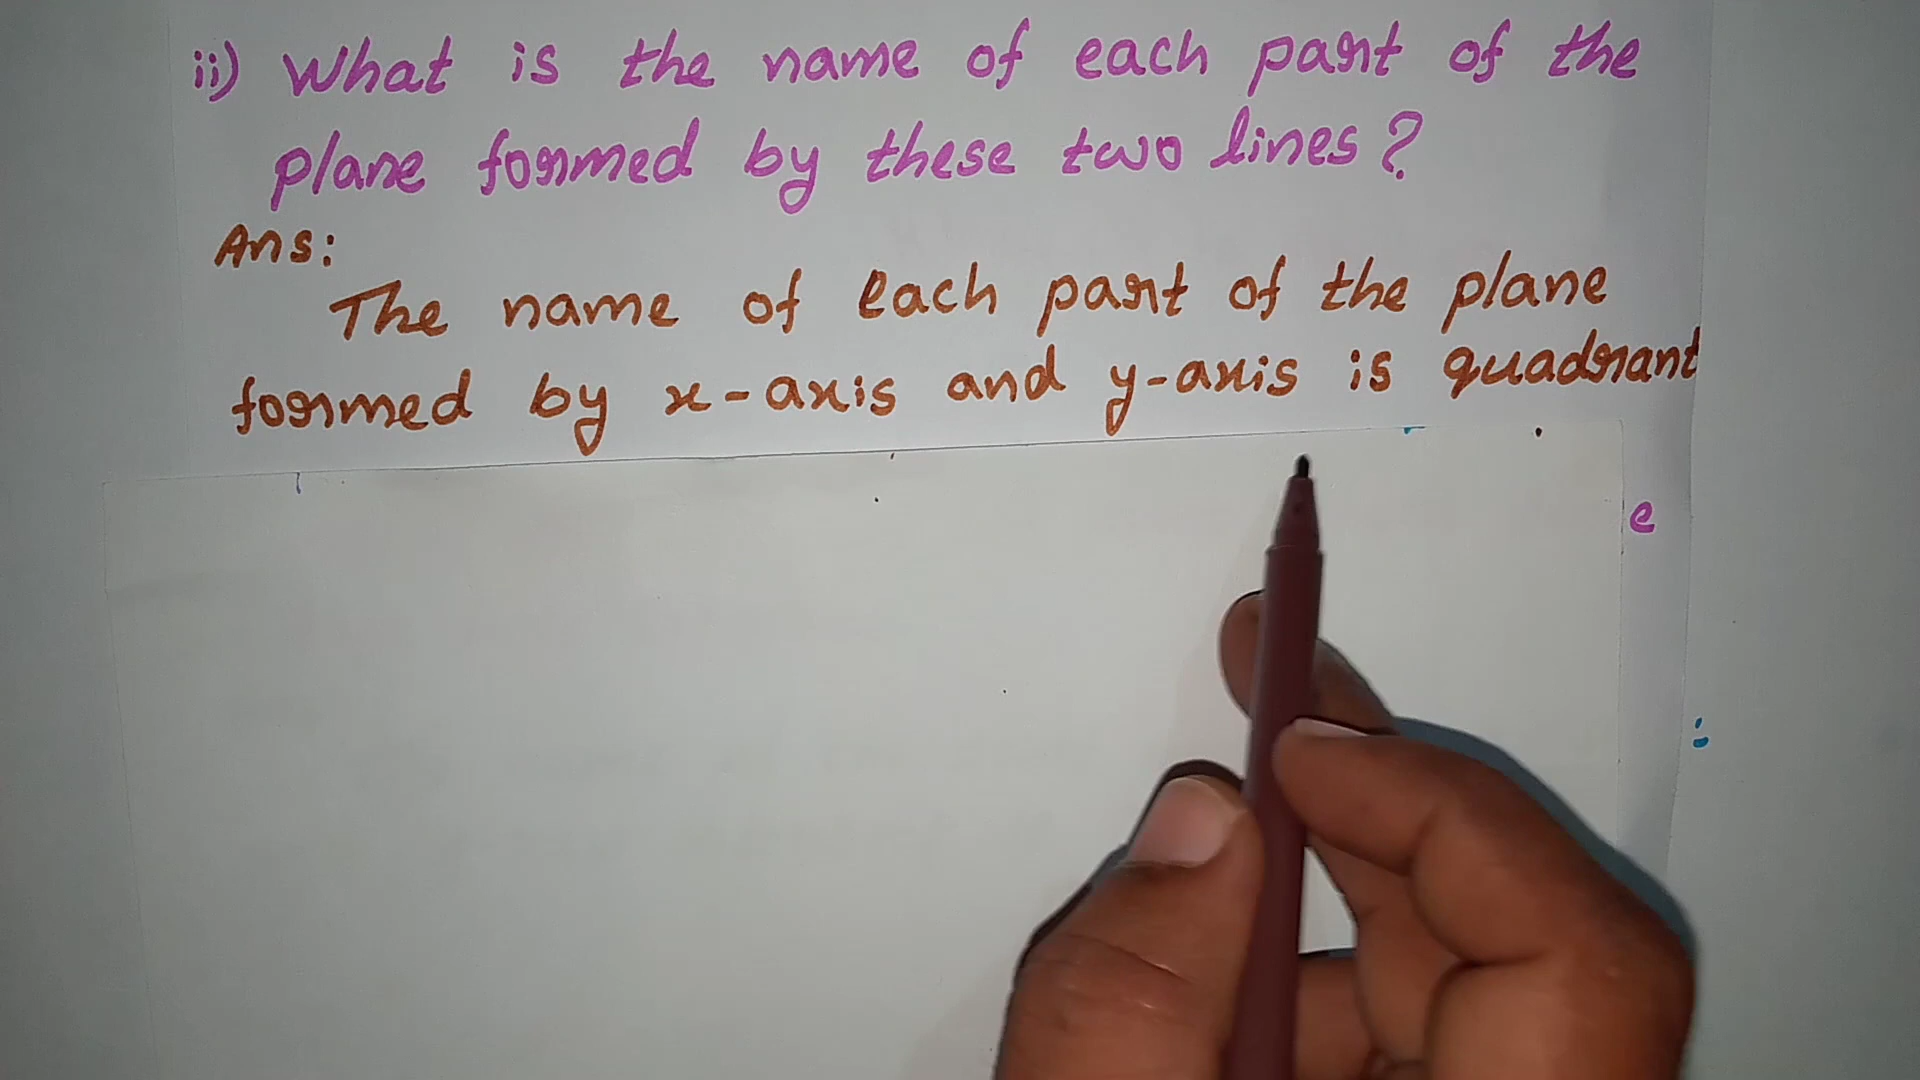 ii) What is the name of each part of the
plane formed by these two lines?
Ans:
The name of each part of the plane
formed by x-axis and y-axis is quadrant
e